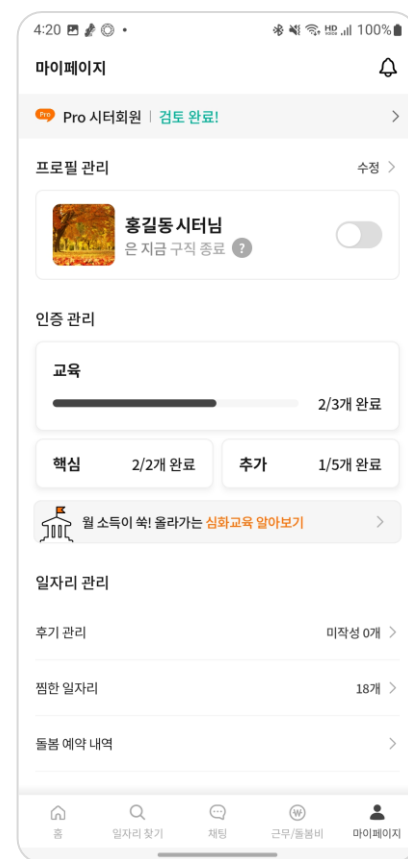 4:20 HD 100%
마이페이지
Pro Pro 시터회원 | 검토 완료! >
프로필 관리 수정 >
홍길동 시터님
은 지금 구직 종료 ?
인증 관리
교육
2/3개 완료
핵심 2/2개 완료 추가 1/5개 완료
월 소득이 쑥! 올라가는 심화교육 알아보기 >
일자리 관리
후기 관리 미작성 0개 >
찜한 일자리 18개 >
돌봄 예약 내역 >
홈 일자리 찾기 채팅 근무/돌봄비 마이페이지